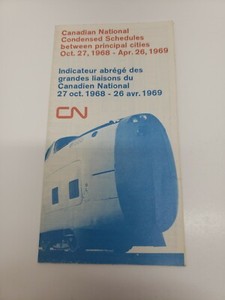 Canadian National
Condensed Schedules
between principal cities
Oct. 27, 1968 - Apr. 26, 1969
Indicateur abrégé des
grandes liaisons du
Canadien National
27 oct. 1968 - 26 avr. 1969
CN